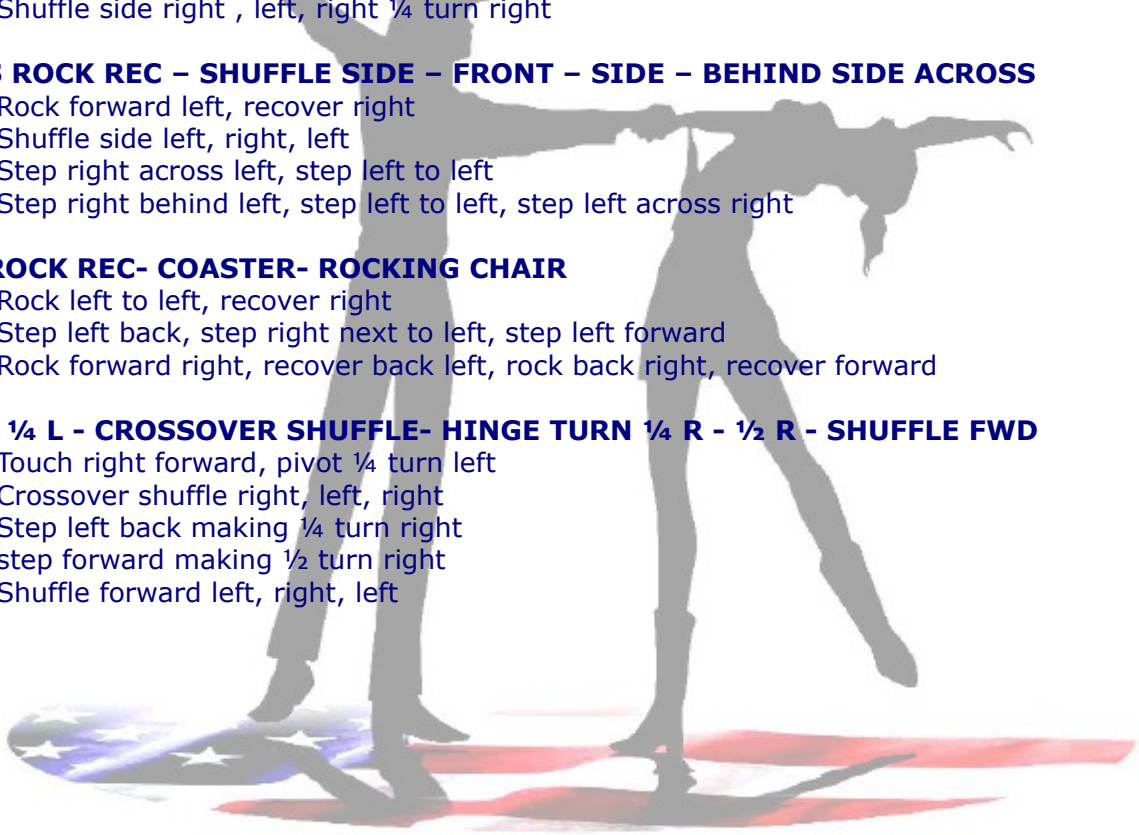 Shuffle side right , left, right ¼ turn right
ROCK REC – SHUFFLE SIDE – FRONT – SIDE – BEHIND SIDE ACROSS
Rock forward left, recover right
Shuffle side left, right, left
Step right across left, step left to left
Step right behind left, step left to left, step left across right
ROCK REC- COASTER- ROCKING CHAIR
Rock left to left, recover right
Step left back, step right next to left, step left forward
Rock forward right, recover back left, rock back right, recover forward
¼ L - CROSSOVER SHUFFLE- HINGE TURN ¼ R - ½ R - SHUFFLE FWD
Touch right forward, pivot ¼ turn left
Crossover shuffle right, left, right
Step left back making ¼ turn right
step forward making ½ turn right
Shuffle forward left, right, left